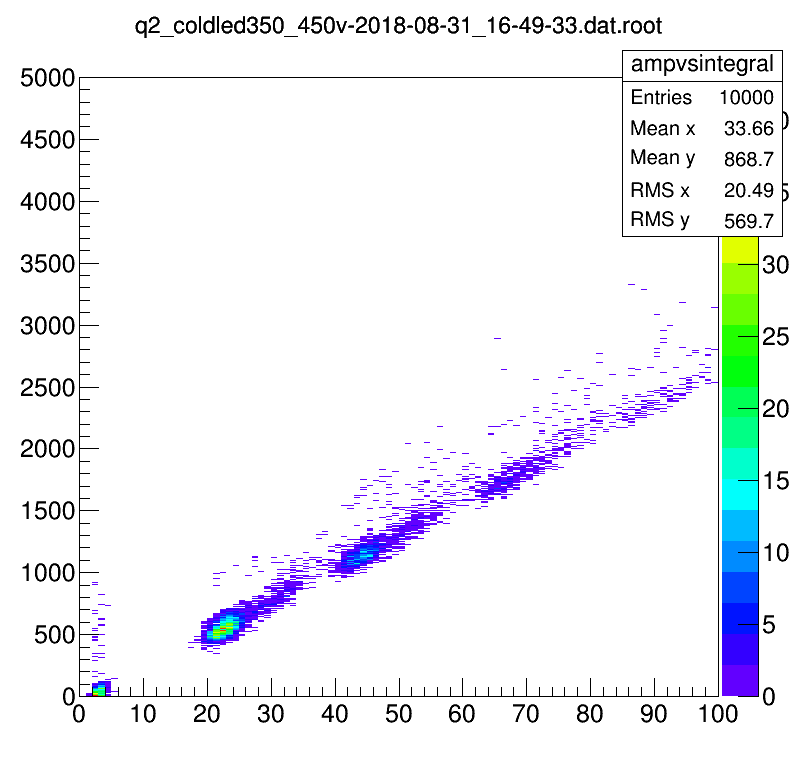 q2_coldled350_450v-2018-08-31_16-49-33.dat.root
ampvsintegral
Entries 10000
Mean x 33.66
Mean y 868.7
RMS x 20.49
RMS y 569.7
5000
4500
4000
3500
3000
2500
2000
1500
1000
500
0
0 10 20 30 40 50 60 70 80 90 100
30
25
20
15
10
5
0